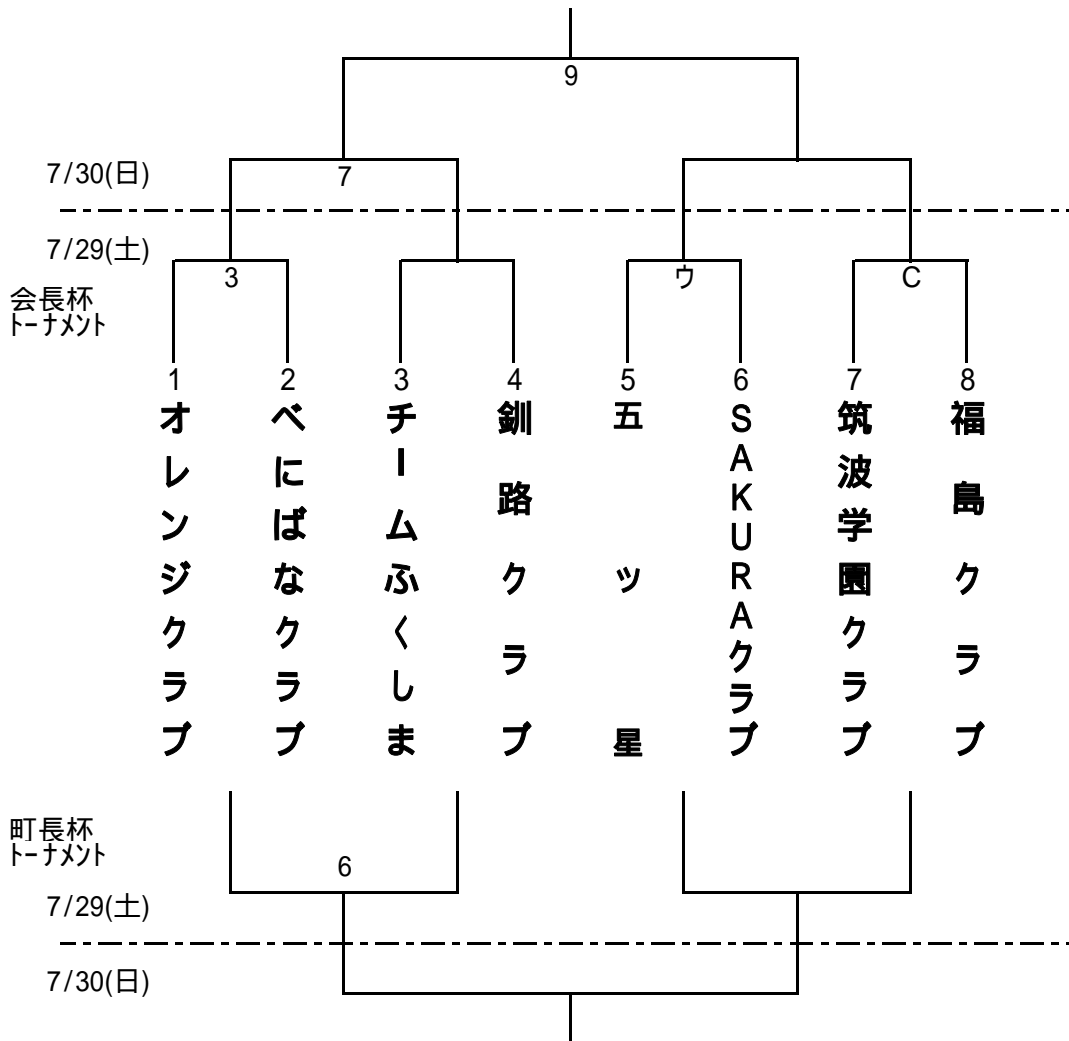 9
7/30(日)
7
7/29(土)
3
ウ
C
会長杯
トーナメント
1
2
3
4
5
6
7
8
オレンジクラブ
べにばなクラブ
チームふくしま
釧路クラブ
五ッ星
SAKURAクラブ
筑波学園クラブ
福島クラブ
町長杯
トーナメント
6
7/29(土)
7/30(日)